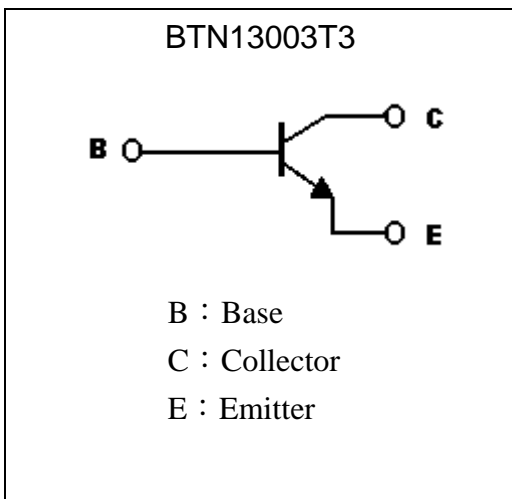 BTN13003T3
C
B
E
B：Base
C：Collector
E：Emitter